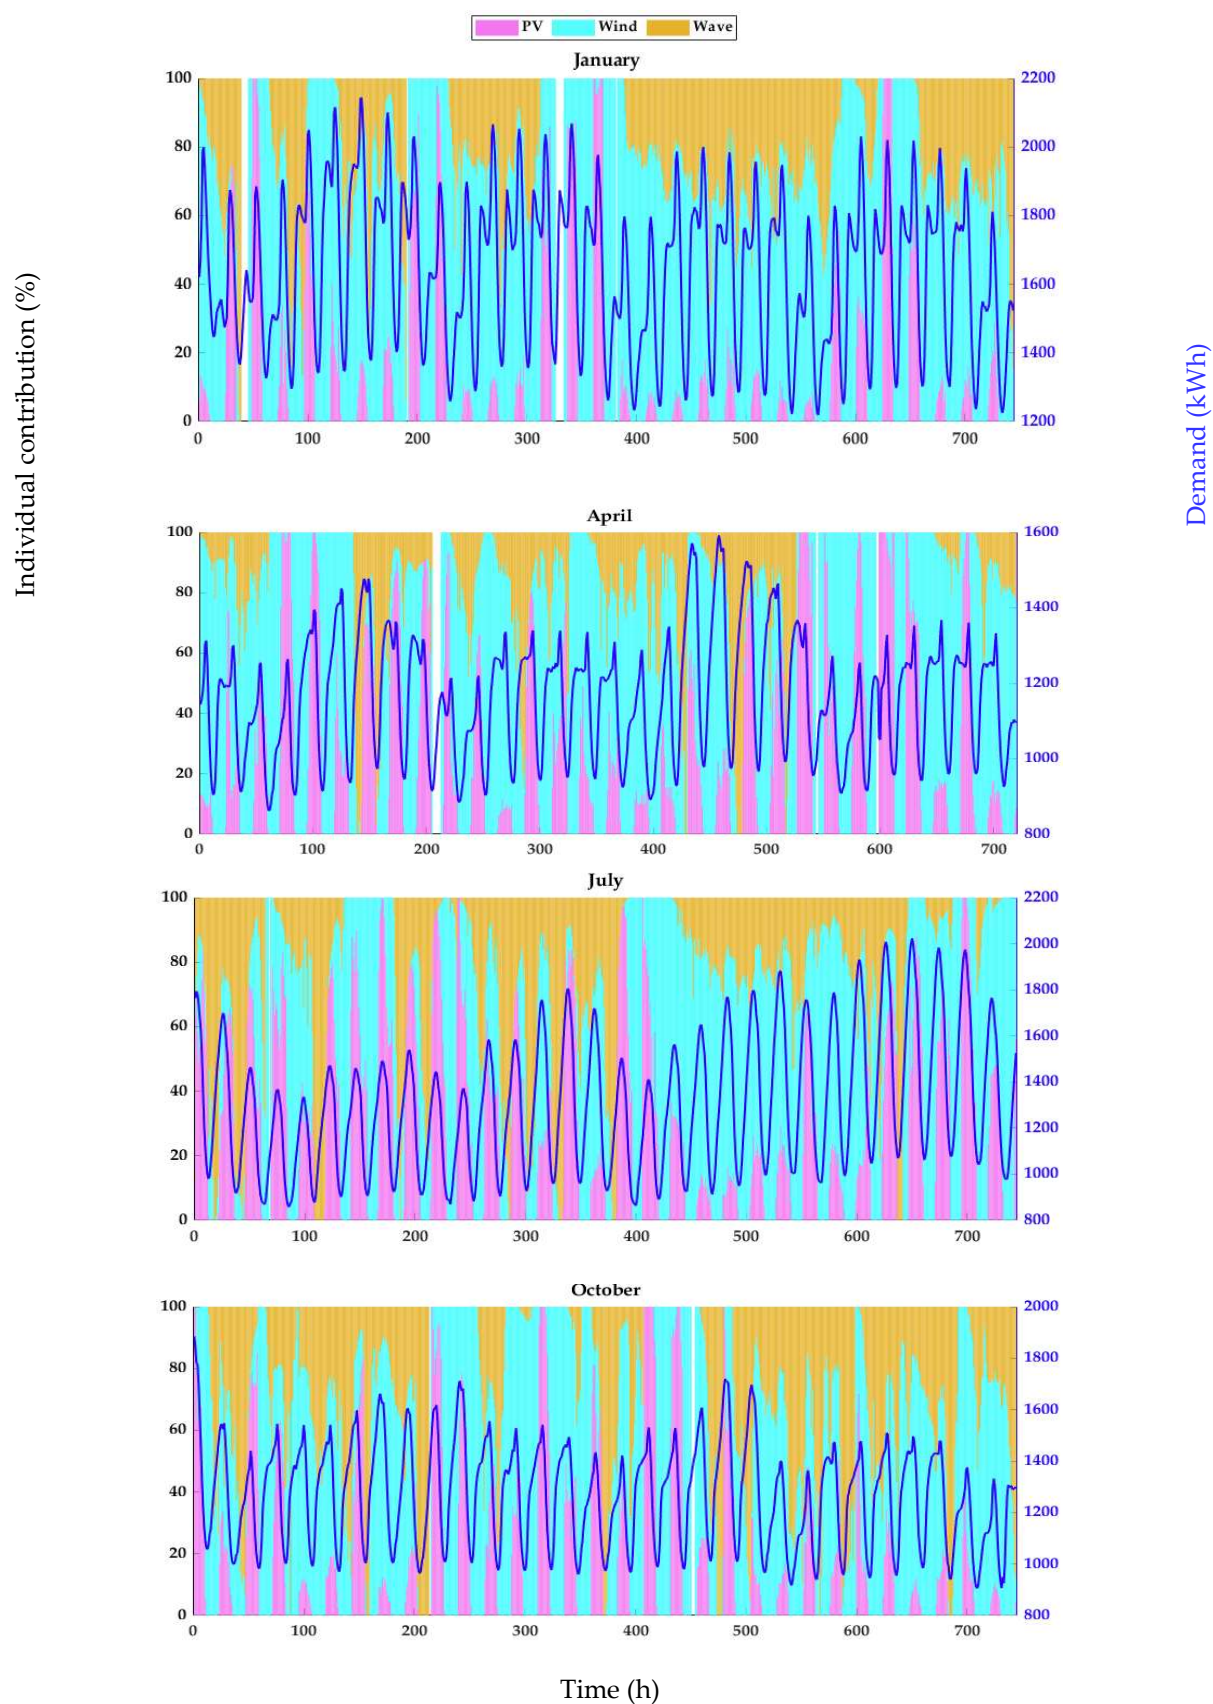 PV Wind Wave
January
100 2200
80 2000
60 1800
40 1600
20 1400
0 1200
0 100 200 300 400 500 600 700
Individual contribution (%)
Demand (kWh)
April
100 1600
80 1400
60 1200
40 1000
20
0 800
0 100 200 300 400 500 600 700
July
100 2200
80 2000
1800
60 1600
40 1400
20 1200
1000
0 800
0 100 200 300 400 500 600 700
October
100 2000
80 1800
60 1600
1400
40 1200
20 1000
0 800
0 100 200 300 400 500 600 700
Time (h)